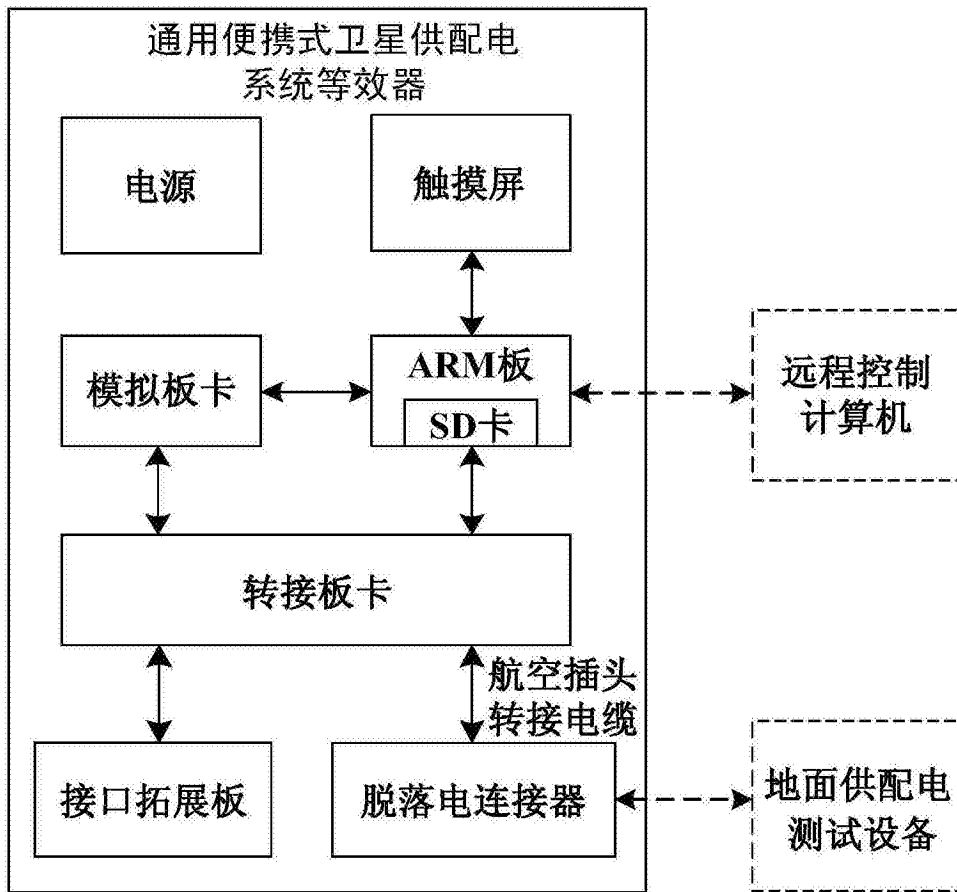 通用便携式卫星供配电
系统等效器
电源
触摸屏
模拟板卡
ARM板
SD卡
远程控制
计算机
转接板卡
航空插头
转接电缆
接口拓展板
脱落电连接器
地面供配电
测试设备